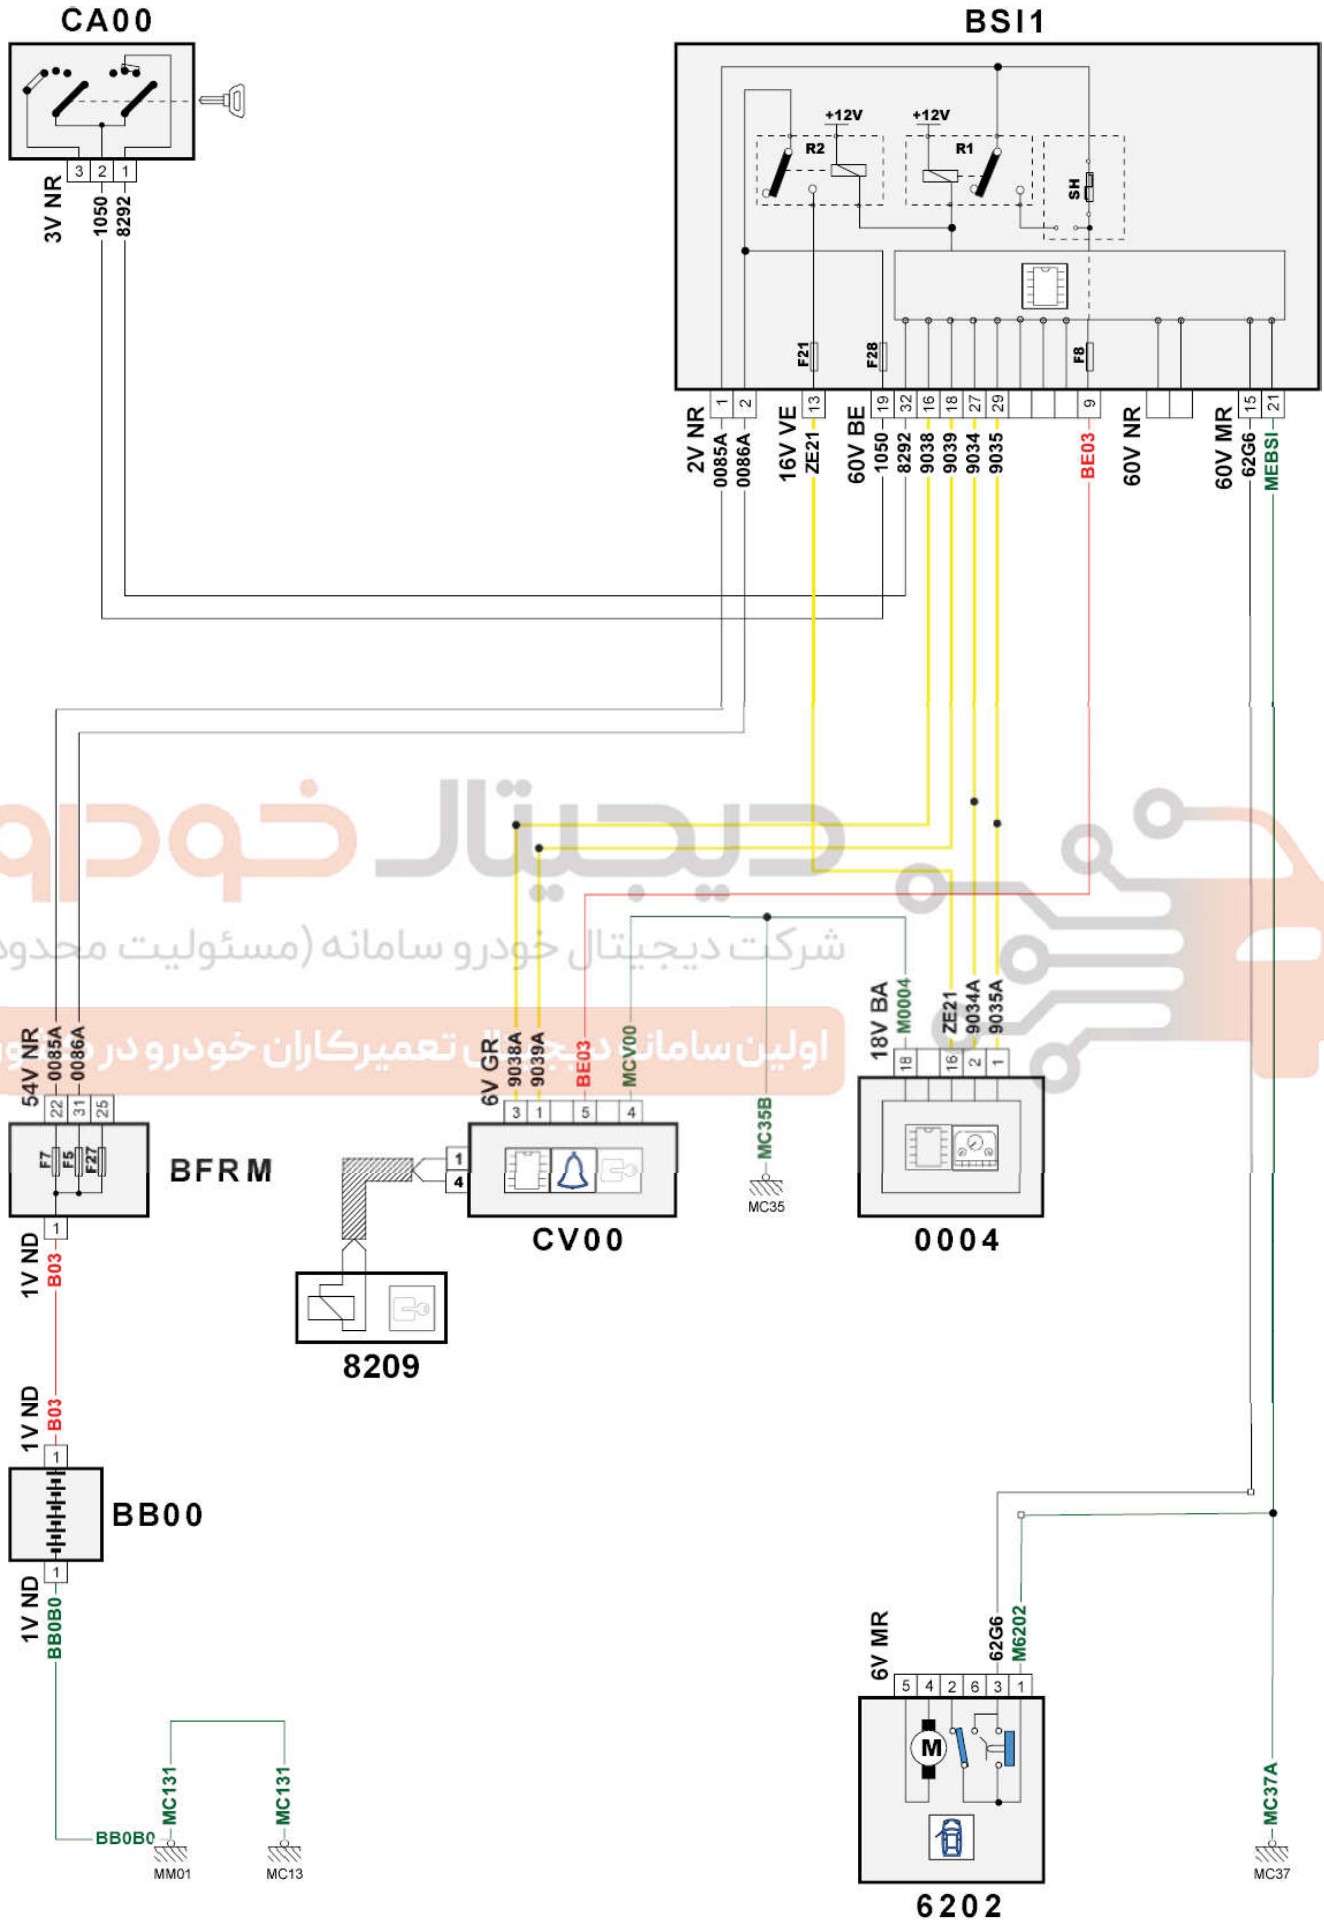 CA00
BSI1
+12V
+12V
R2
R1
SH
3 2 1
3V NR
1050
8292
F21
F28
F8
1 2 13 19 32 16 18 27 29 9 15 21
2V NR
0085A
0086A
16V VE
ZE21
60V BE
1050
8292
9038
9039
9034
9035
BE03
60V NR
60V MR
62G6
MEBSI
دیجیتال خودرو
شرکت دیجیتال خودرو سامانه (مسئولیت محدود
اولین سامانه دیجیتال تعمیرکاران خودرو در
54V NR
0085A
0086A
22 31 25
F7
F5
F27
BFRM
1
1V ND
B03
6V GR
9038A
9039A
BE03
MCV00
3 1 5 4
1
4
CV00
MC35B
MC35
18V BA
M0004
ZE21
9034A
9035A
18 16 2 1
0004
8209
1V ND
B03
1
BB00
1
1V ND
BB0B0
BB0B0
MC131
MC131
MM01
MC13
6V MR
62G6
M6202
5 4 2 6 3 1
M
6202
MC37A
MC37